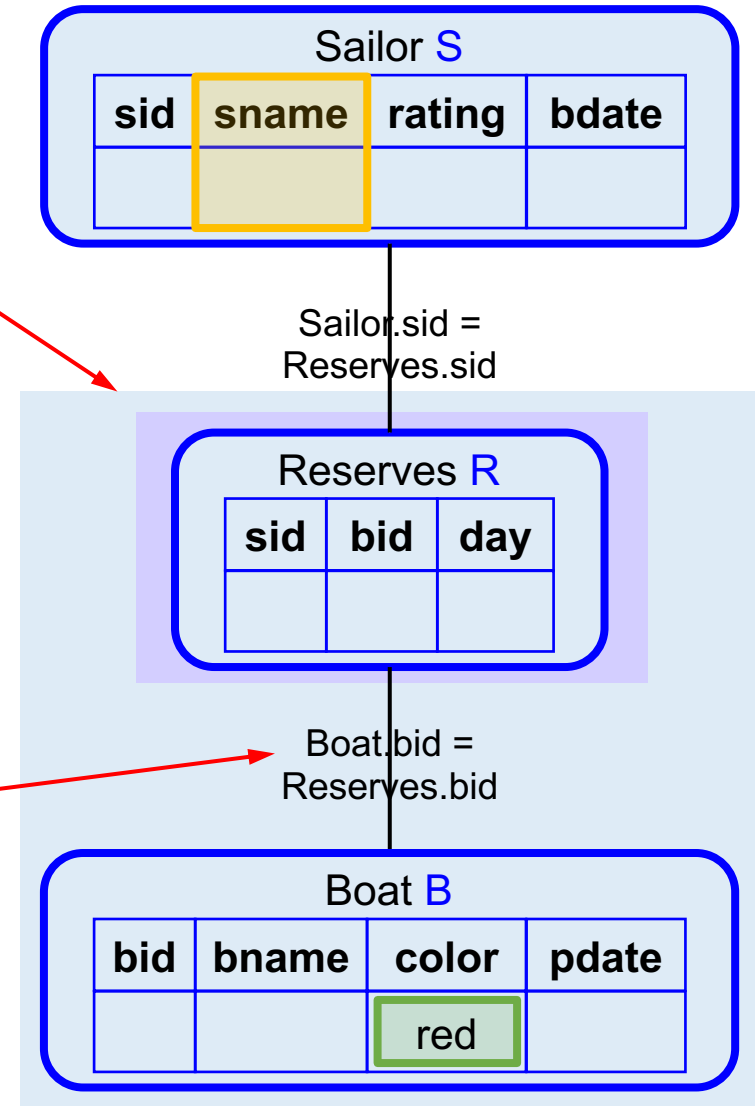 Sailor S
sid sname rating bdate
Sailor.sid =
Reserves.sid
Reserves R
sid bid day
Boat.bid =
Reserves.bid
Boat B
bid bname color pdate
red